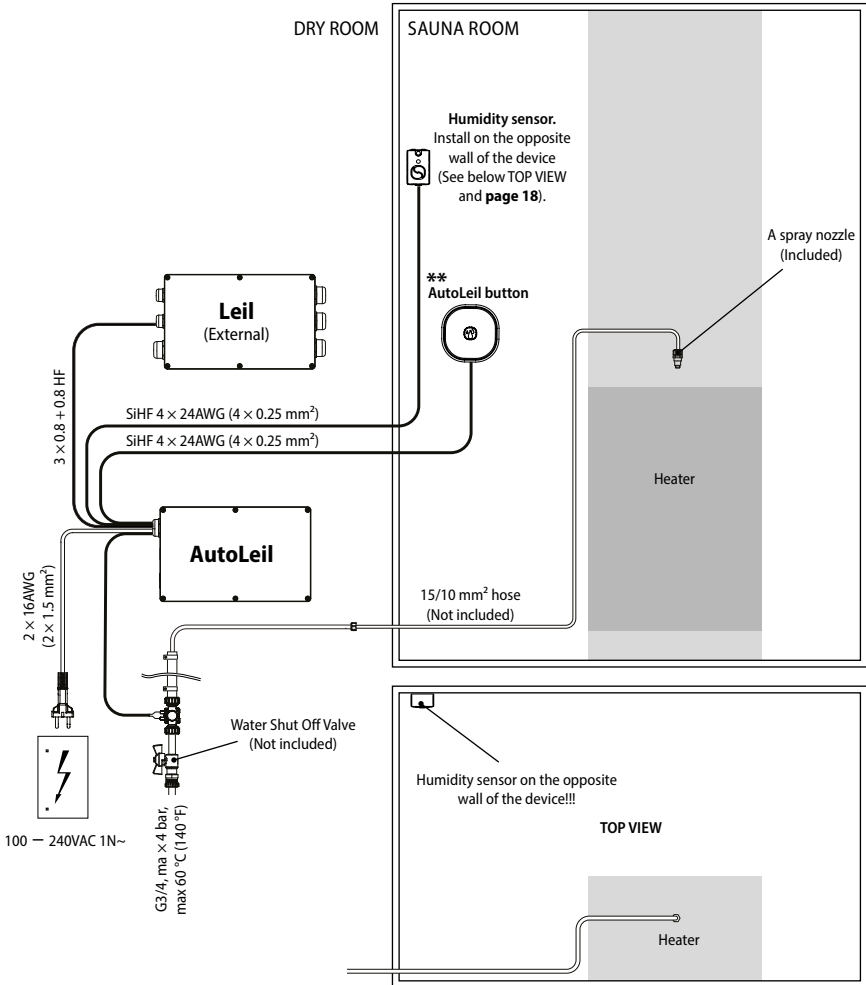 DRY ROOM
SAUNA ROOM
Humidity sensor.
Install on the opposite
wall of the device
(See below TOP VIEW
and page 18).
A spray nozzle
(Included)
**
AutoLeil button
Leil
(External)
3 × 0.8 + 0.8 HF
SiHF 4 × 24AWG (4 × 0.25 mm²)
SiHF 4 × 24AWG (4 × 0.25 mm²)
Heater
AutoLeil
2 × 16AWG
(2 × 1.5 mm²)
15/10 mm² hose
(Not included)
Water Shut Off Valve
(Not included)
100 — 240VAC 1N~
G3/4, ma × 4 bar,
max 60 °C (140 °F)
Humidity sensor on the opposite
wall of the device!!!
TOP VIEW
Heater